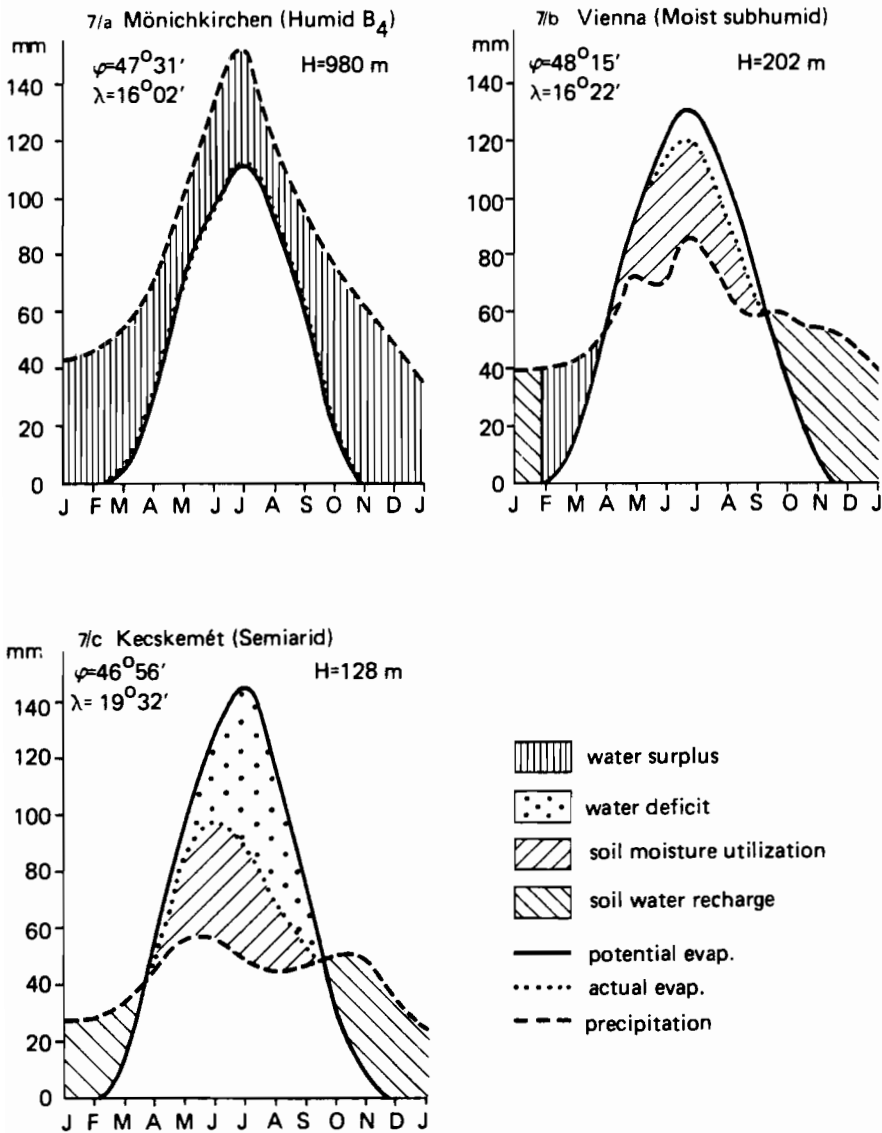 7/a Mönichkirchen (Humid B₄)
mm
φ=47°31′
λ=16°02′
H=980 m
140
120
100
80
60
40
20
0
J F M A M J J A S O N D J
7/b Vienna (Moist subhumid)
mm
φ=48°15′
λ=16°22′
H=202 m
140
120
100
80
60
40
20
0
J F M A M J J A S O N D J
7/c Kecskemét (Semiarid)
mm
φ=46°56′
λ= 19°32′
H=128 m
140
120
100
80
60
40
20
0
J F M A M J J A S O N D J
water surplus
water deficit
soil moisture utilization
soil water recharge
potential evap.
actual evap.
precipitation